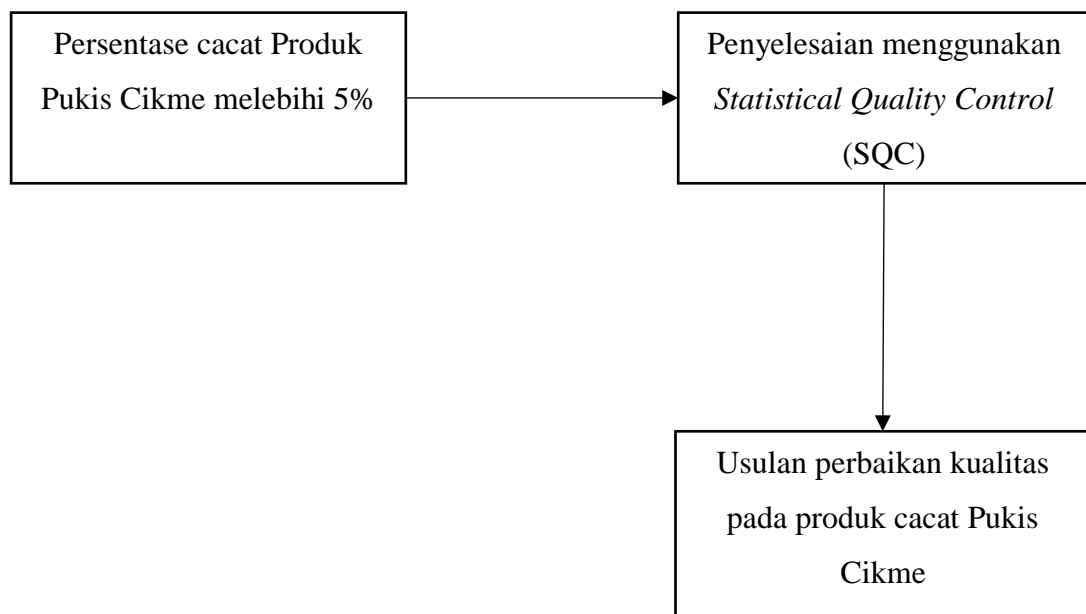 Persentase cacat Produk
Pukis Cikme melebihi 5%
Penyelesaian menggunakan
Statistical Quality Control
(SQC)
Usulan perbaikan kualitas
pada produk cacat Pukis
Cikme